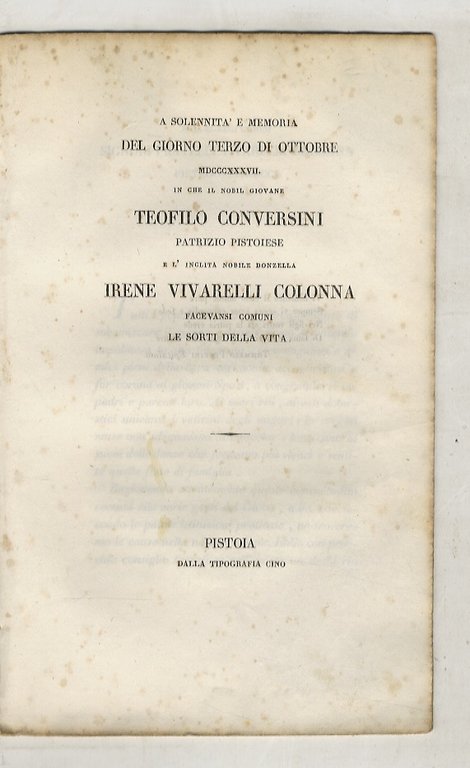 A SOLENNITA' E MEMORIA
DEL GIORNO TERZO DI OTTOBRE
MDCCCXXXVII.
IN CHE IL NOBIL GIOVANE
TEOFILO CONVERSINI
PATRIZIO PISTOIESE
E L' INCLITA NOBILE DONZELLA
IRENE VIVARELLI COLONNA
FACEVANSI COMUNI
LE SORTI DELLA VITA
PISTOIA
DALLA TIPOGRAFIA CINO